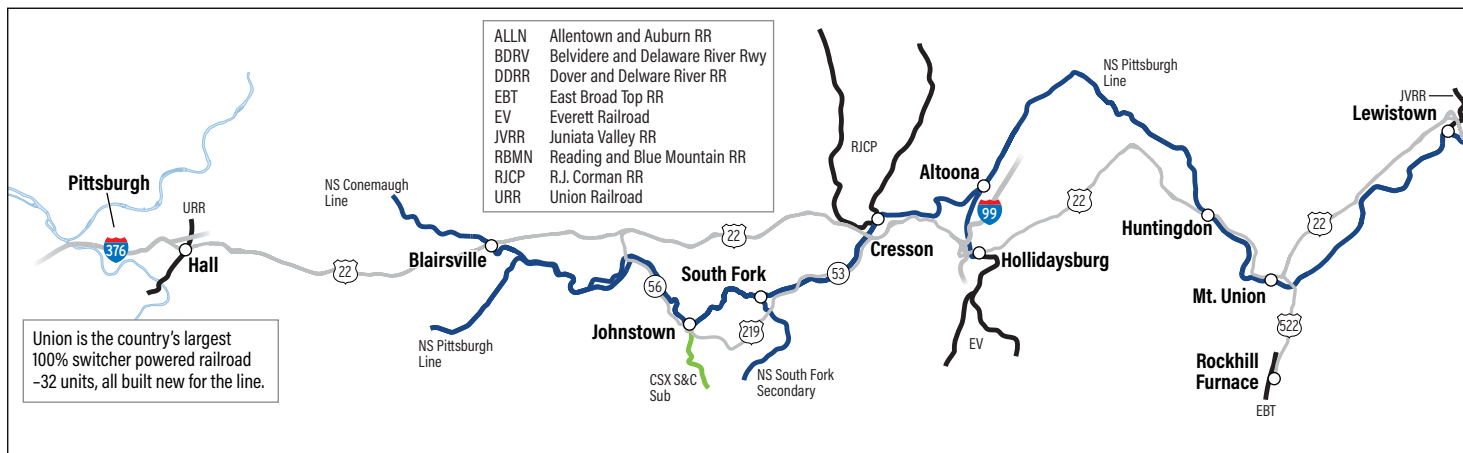 ALLN Allentown and Auburn RR
BDRV Belvidere and Delaware River Rwy
DDRR Dover and Delware River RR
EBT East Broad Top RR
EV Everett Railroad
JVRR Juniata Valley RR
RBMN Reading and Blue Mountain RR
RJCP R.J. Corman RR
URR Union Railroad
Pittsburgh
URR
376
Hall
22
NS Conemaugh
Line
Blairsville
NS Pittsburgh
Line
56
Johnstown
CSX S&C
Sub
219
South Fork
NS South Fork
Secondary
22
53
RJCP
Cresson
Altoona
99
Hollidaysburg
EV
NS Pittsburgh
Line
22
Huntingdon
Mt. Union
22
522
Rockhill
Furnace
EBT
JVRR
Lewistown
Union is the country's largest
100% switcher powered railroad
–32 units, all built new for the line.